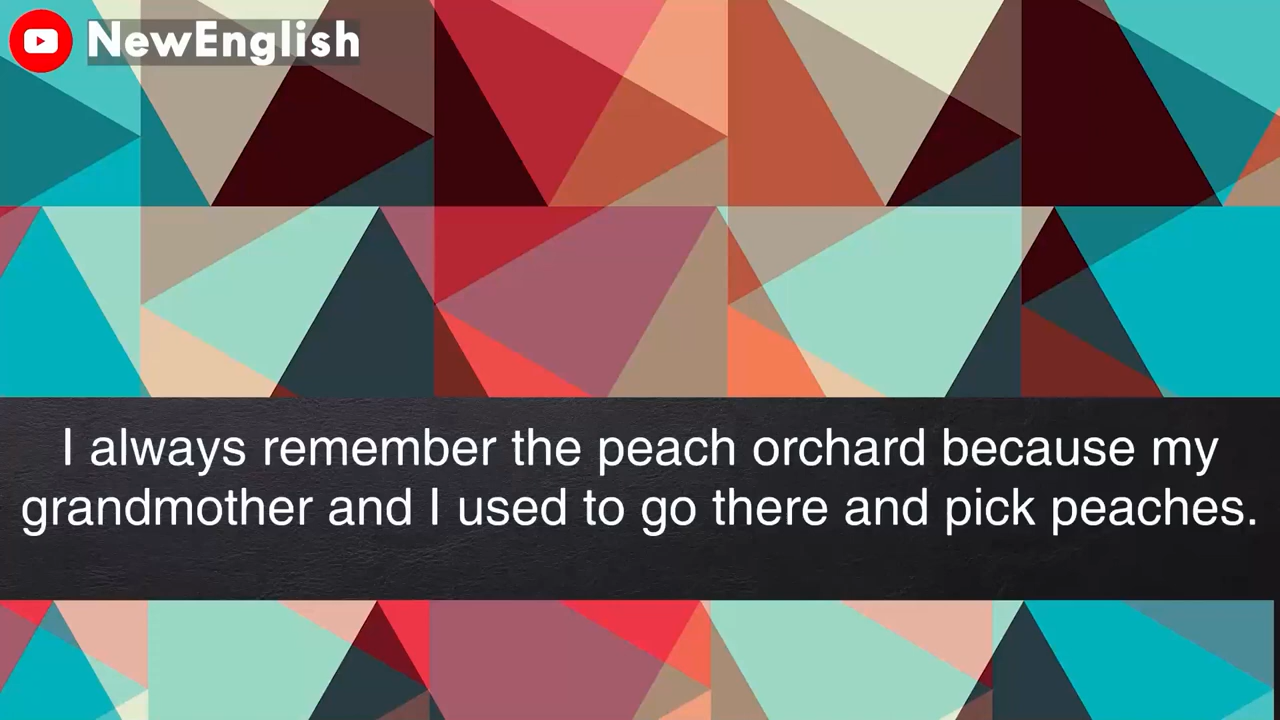 NewEnglish
I always remember the peach orchard because my
grandmother and I used to go there and pick peaches.